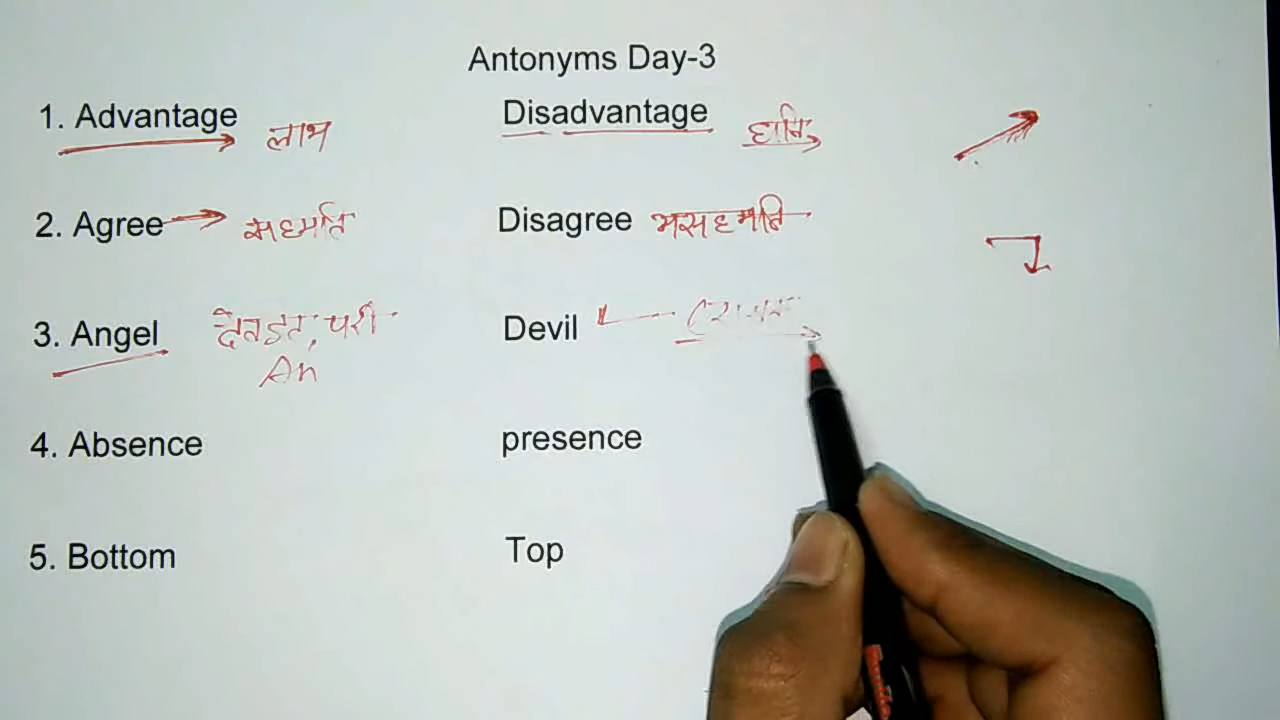 Antonyms Day-3
1. Advantage लाभ Disadvantage हानि
2. Agree सहमति Disagree असहमति
3. Angel देवदूत, परी Devil
An
4. Absence presence
5. Bottom Top